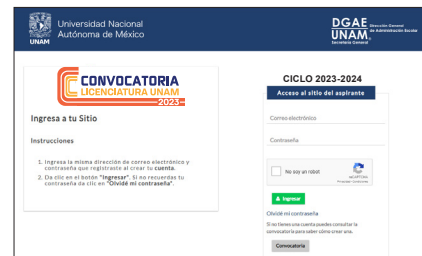 UNAM
Universidad Nacional
Autónoma de México
DGAE
UNAM
Dirección General
de Administración Escolar
Secretaría General
CONVOCATORIA
LICENCIATURA UNAM
2023
Ingresa a tu Sitio
Instrucciones
1. Ingresa la misma dirección de correo electrónico y
contraseña que registraste al crear tu cuenta.
2. Da clic en el botón "Ingresar". Si no recuerdas tu
contraseña da clic en "Olvidé mi contraseña".
CICLO 2023-2024
Acceso al sitio del aspirante
Correo electrónico
Contraseña
No soy un robot
reCAPTCHA
Ingresar
Olvidé mi contraseña
Si no tienes una cuenta puedes consultar la
convocatoria para saber cómo crear una.
Convocatoria